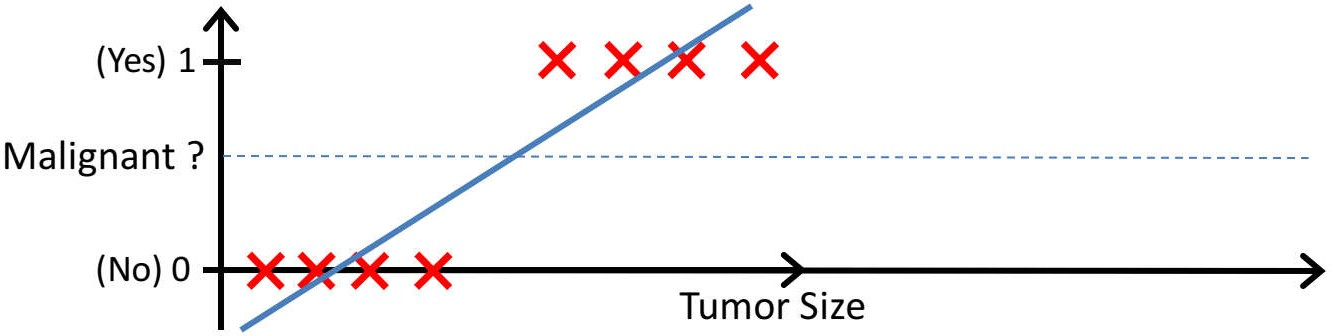 (Yes) 1
Malignant ?
(No) 0
Tumor Size